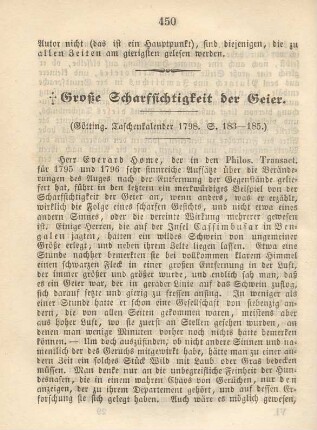 450
Autor nicht (das ist ein Hauptpunkt), sind diejenigen, die zu
allen Zeiten am gierigsten gelesen werden.
†Große Scharfsichtigkeit der Geier.
(Götting. Taschenkalender 1798. S. 183—185.)
Herr Everard Home, der in den Philos. Transact.
für 1795 und 1796 sehr sinnreiche Aufsätze über die Veränderun-
gen des Auges nach der Entfernung der Gegenstände gelie-
fert hat, führt in den letztern ein merkwürdiges Beispiel von der
Scharfsichtigkeit der Geier an, wenn anders, was er erzählt,
wirklich die Folge eines scharfen Gesichts, und nicht etwa eines
andern Sinnes, oder die vereinte Wirkung mehrerer gewesen
ist. Einige Herren, die auf der Insel Cassimbusar in Ben-
galen jagten, hatten ein wildes Schwein von ungemeiner
Größe erlegt, und neben ihrem Zelte liegen lassen. Etwa eine
Stunde nachher bemerkten sie bei vollkommen klarem Himmel
einen schwarzen Fleck in einer großen Entfernung in der Luft,
der immer größer und größer wurde, und endlich fanden, daß
es ein Geier war, der in gerader Linie auf das Schwein zuflog,
sich darauf setzte und gierig zu fressen anfing. In weniger als
einer Stunde hatte er schon eine Gesellschaft von siebenzig an-
dern, die von allen Seiten gekommen waren, meistens aber
aus hoher Luft, wo sie zuerst an Stellen gesehen wurden, an
denen man wenige Minuten vorher noch nichts hatte bemerken
können. — Um doch auszufinden, ob nicht andere Sinnen und na-
mentlich der des Geruchs mitgewirkt habe, hätte man zu einer an-
dern Zeit ein solches Stück Wild mit Laub oder Gras bedecken
müssen. Man denke nur an die unbegreifliche Feinheit der Hun-
desnasen, die in einem wahren Chaos von Gerüchen, nur den-
jenigen, der zu ihrem Departement gehört, und auf dessen Er-
forschung sie sich gelegt haben. Auch wäre es möglich gewesen,